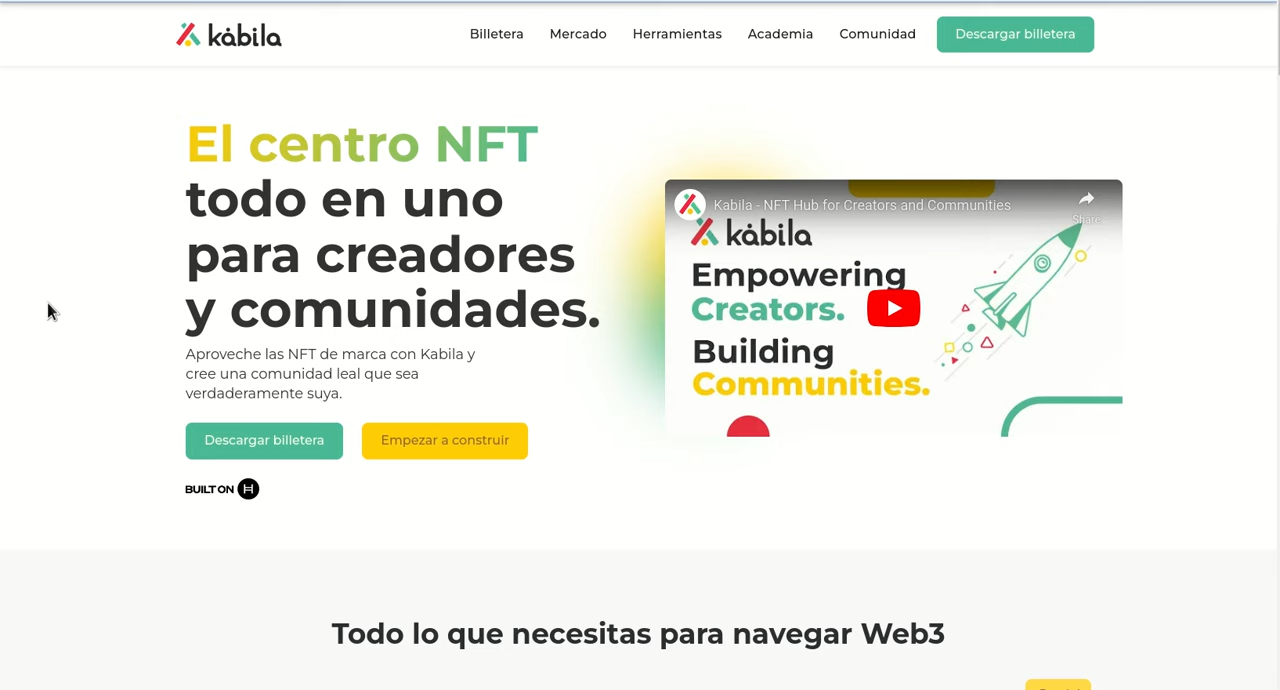 kabila
Billetera
Mercado
Herramientas
Academia
Comunidad
Descargar billetera
El centro NFT
todo en uno
para creadores
y comunidades.
Aproveche las NFT de marca con Kabila y
cree una comunidad leal que sea
verdaderamente suya.
Descargar billetera
Empezar a construir
BUILT ON H
Kabila - NFT Hub for Creators and Communities
Share
kabila
Empowering
Creators.
Building
Communities.
Todo lo que necesitas para navegar Web3